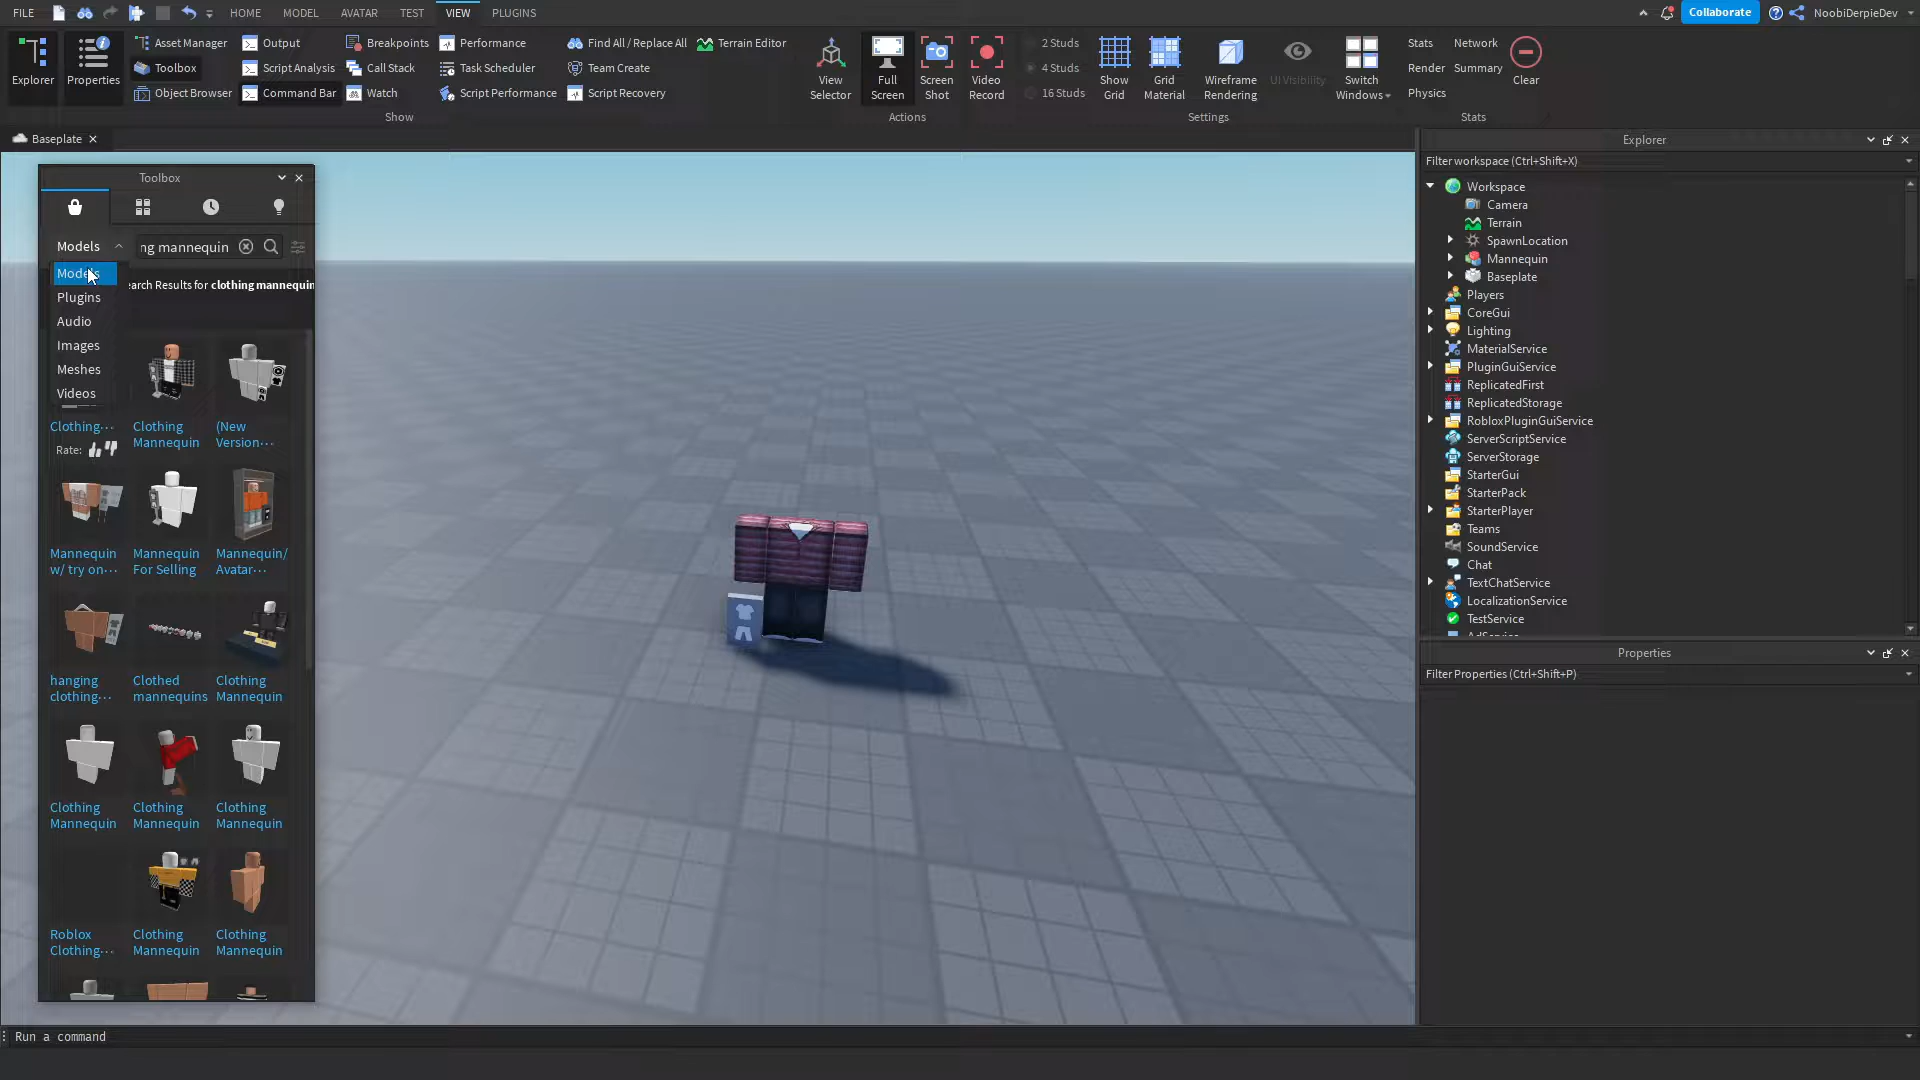 FILE
HOME
MODEL
AVATAR
TEST
VIEW
PLUGINS
Collaborate
NoobiDerpieDev
Explorer
Properties
Asset Manager
Toolbox
Object Browser
Output
Script Analysis
Command Bar
Breakpoints
Call Stack
Watch
Performance
Task Scheduler
Script Performance
Find All / Replace All
Team Create
Script Recovery
Terrain Editor
Show
View
Selector
Full
Screen
Screen
Shot
Video
Record
Actions
2 Studs
4 Studs
16 Studs
Show
Grid
Grid
Material
Wireframe
Rendering
UI Visibility
Switch
Windows
Settings
Stats
Render
Physics
Network
Summary
Clear
Stats
Baseplate
Toolbox
Models
ng mannequin
Models
Plugins
Audio
Images
Meshes
Videos
earch Results for clothing mannequin
Clothing...
Rate:
Clothing
Mannequin
(New
Version...
Mannequin
w/ try on...
Mannequin
For Selling
Mannequin/
Avatar...
hanging
clothing...
Clothed
mannequins
Clothing
Mannequin
Clothing
Mannequin
Clothing
Mannequin
Clothing
Mannequin
Roblox
Clothing...
Clothing
Mannequin
Clothing
Mannequin
Explorer
Filter workspace (Ctrl+Shift+X)
Workspace
Camera
Terrain
SpawnLocation
Mannequin
Baseplate
Players
CoreGui
Lighting
MaterialService
PluginGuiService
ReplicatedFirst
ReplicatedStorage
RobloxPluginGuiService
ServerScriptService
ServerStorage
StarterGui
StarterPack
StarterPlayer
Teams
SoundService
Chat
TextChatService
LocalizationService
TestService
AdService
Properties
Filter Properties (Ctrl+Shift+P)
Run a command